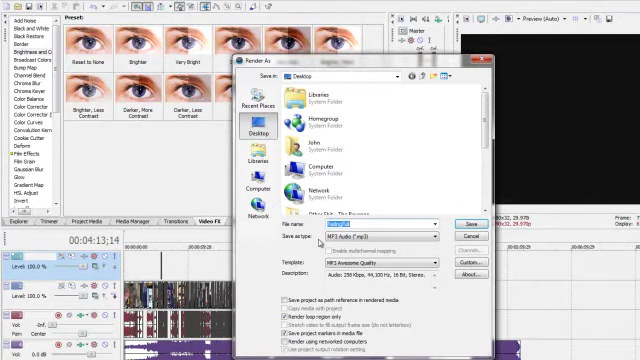 Preset:
Preview (Auto)
Master
Add Noise
Black and White
Black Restore
Border
Brightness and C
Broadcast Colors
Bump Map
Channel Blend
Chroma Blur
Chroma Keyer
Color Balance
Color Corrector
Color Corrector
Color Curves
Convolution Kern
Cookie Cutter
Deform
Film Effects
Film Grain
Gaussian Blur
Glow
Gradient Map
HSL Adjust
Invert
Reset to None
Brighter
Very Bright
Brighter, Less
Contrast
Darker, More
Contrast
Darker, Less
Contrast
Render As
Save in:
Desktop
Recent Places
Desktop
Libraries
Computer
Network
Libraries
System Folder
Homegroup
System Folder
John
System Folder
Computer
System Folder
Network
System Folder
File name:
Save
Save as type:
MP3 Audio (*.mp3)
Cancel
Enable multichannel mapping
Channels...
Template:
MP3 Awesome Quality
Custom...
Description:
Audio: 256 Kbps, 44,100 Hz, 16 Bit, Stereo.
About...
Save project as path reference in rendered media
Copy media with project
Render loop region only
Stretch video to fill output frame size (do not letterbox)
Save project markers in media file
Render using networked computers
Use project output rotation setting
Explorer
Trimmer
Project Media
Project Manager
Video FX
00:04:13;14
00:00:00
00:00:59;28
Level: 100.0 %
Level: 100.0 %
Vol:
-Inf.
Pan:
Center
Vol:
0.0 dB